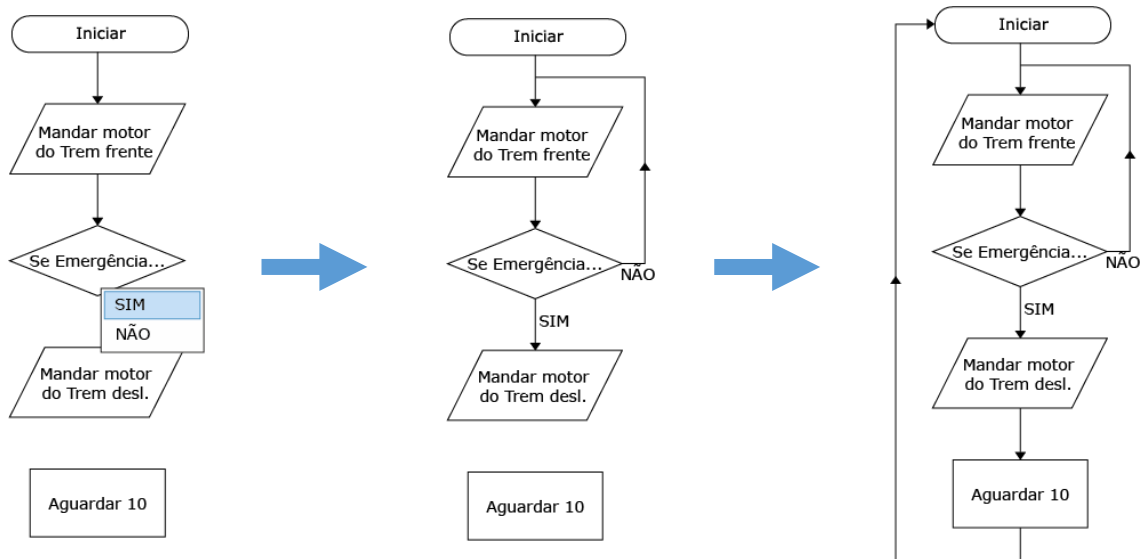 Iniciar
Mandar motor
do Trem frente
Se Emergência...
SIM
NÃO
Mandar motor
do Trem desl.
Aguardar 10
Iniciar
Mandar motor
do Trem frente
Se Emergência...
NÃO
SIM
Mandar motor
do Trem desl.
Aguardar 10
Iniciar
Mandar motor
do Trem frente
Se Emergência...
NÃO
SIM
Mandar motor
do Trem desl.
Aguardar 10